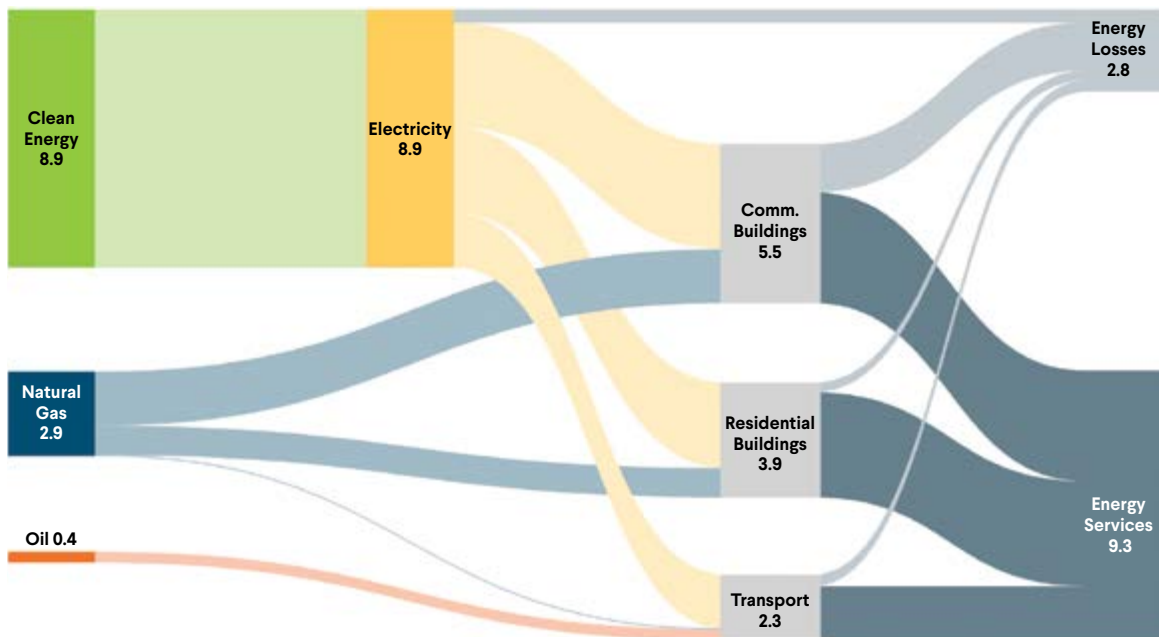 Clean
Energy
8.9
Electricity
8.9
Energy
Losses
2.8
Comm.
Buildings
5.5
Natural
Gas
2.9
Residential
Buildings
3.9
Oil 0.4
Energy
Services
9.3
Transport
2.3